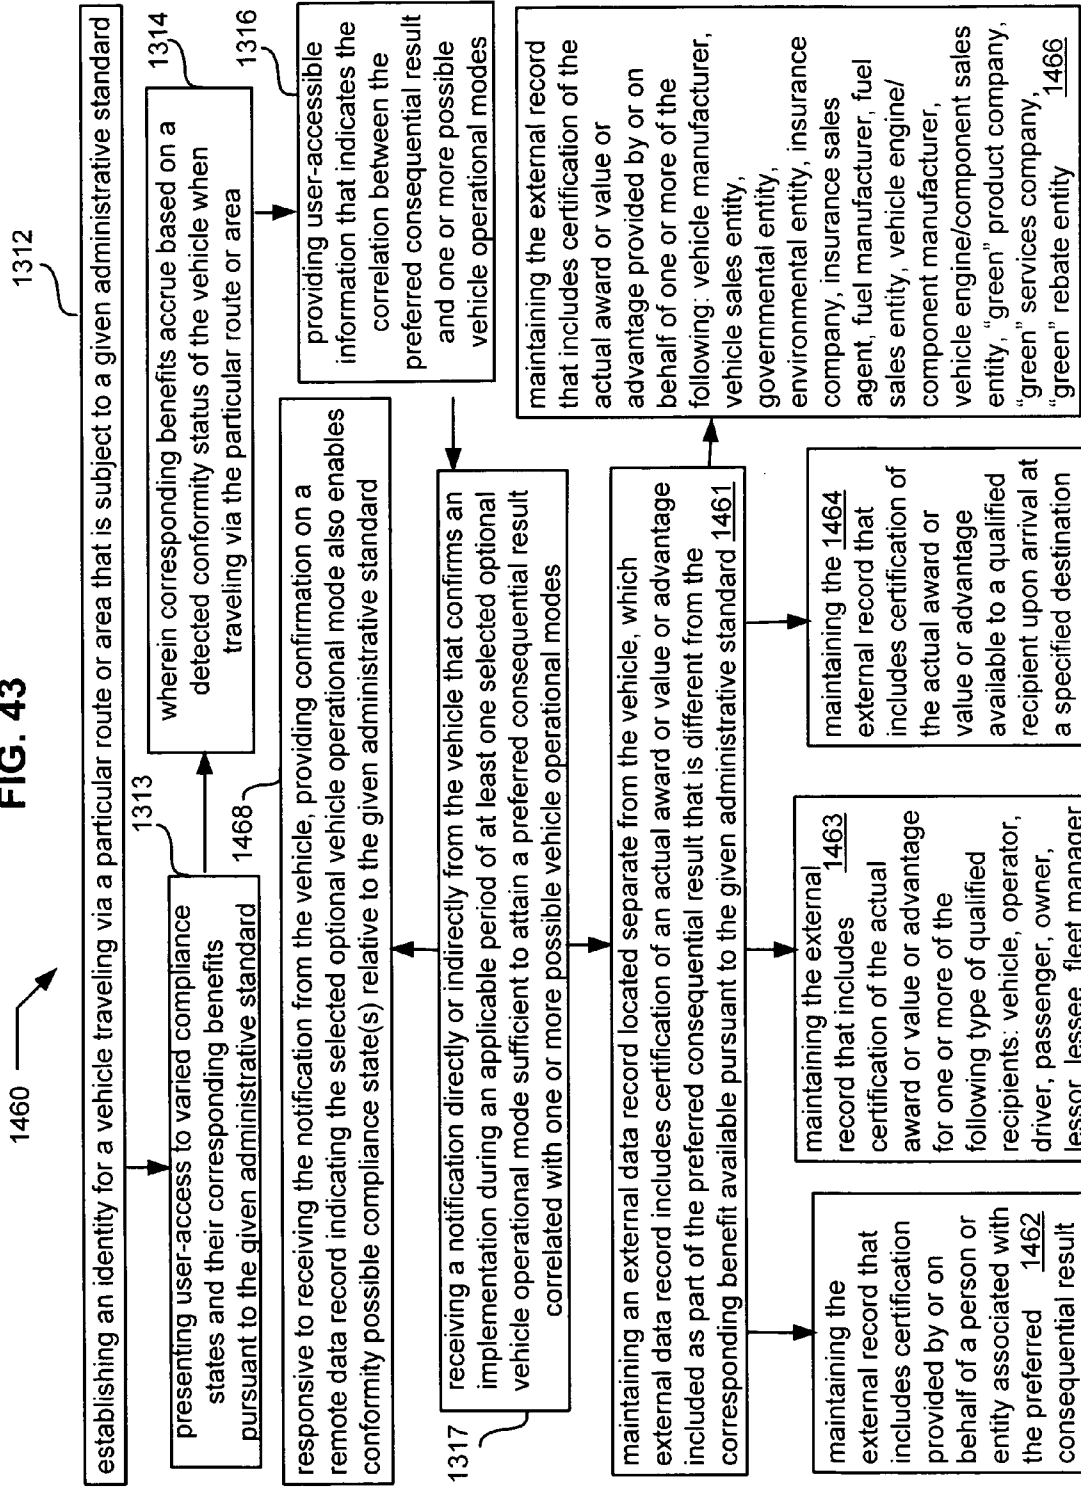 FIG. 43
1460
1312
establishing an identity for a vehicle traveling via a particular route or area that is subject to a given administrative standard
1313
presenting user-access to varied compliance
states and their corresponding benefits
pursuant to the given administrative standard
1314
wherein corresponding benefits accrue based on a
detected conformity status of the vehicle when
traveling via the particular route or area
1316
providing user-accessible
information that indicates the
correlation between the
preferred consequential result
and one or more possible
vehicle operational modes
1468
responsive to receiving the notification from the vehicle, providing confirmation on a
remote data record indicating the selected optional vehicle operational mode also enables
conformity possible compliance state(s) relative to the given administrative standard
1317
receiving a notification directly or indirectly from the vehicle that confirms an
implementation during an applicable period of at least one selected optional
vehicle operational mode sufficient to attain a preferred consequential result
correlated with one or more possible vehicle operational modes
maintaining an external data record located separate from the vehicle, which
external data record includes certification of an actual award or value or advantage
included as part of the preferred consequential result that is different from the
corresponding benefit available pursuant to the given administrative standard 1461
maintaining the
external record that
includes certification
provided by or on
behalf of a person or
entity associated with
the preferred 1462
consequential result
maintaining the external
record that includes 1463
certification of the actual
award or value or advantage
for one or more of the
following type of qualified
recipients: vehicle, operator,
driver, passenger, owner,
lessor, lessee, fleet manager
maintaining the 1464
external record that
includes certification of
the actual award or
value or advantage
available to a qualified
recipient upon arrival at
a specified destination
maintaining the external record
that includes certification of the
actual award or value or
advantage provided by or on
behalf of one or more of the
following: vehicle manufacturer,
vehicle sales entity,
governmental entity,
environmental entity, insurance
company, insurance sales
agent, fuel manufacturer, fuel
sales entity, vehicle engine/
component manufacturer,
vehicle engine/component sales
entity, “green” product company,
“green” services company,
“green” rebate entity 1466